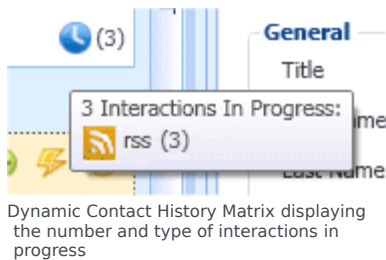 (3)
General
Title
3 Interactions In Progress:
rss (3)
Name
Dynamic Contact History Matrix displaying
the number and type of interactions in
progress